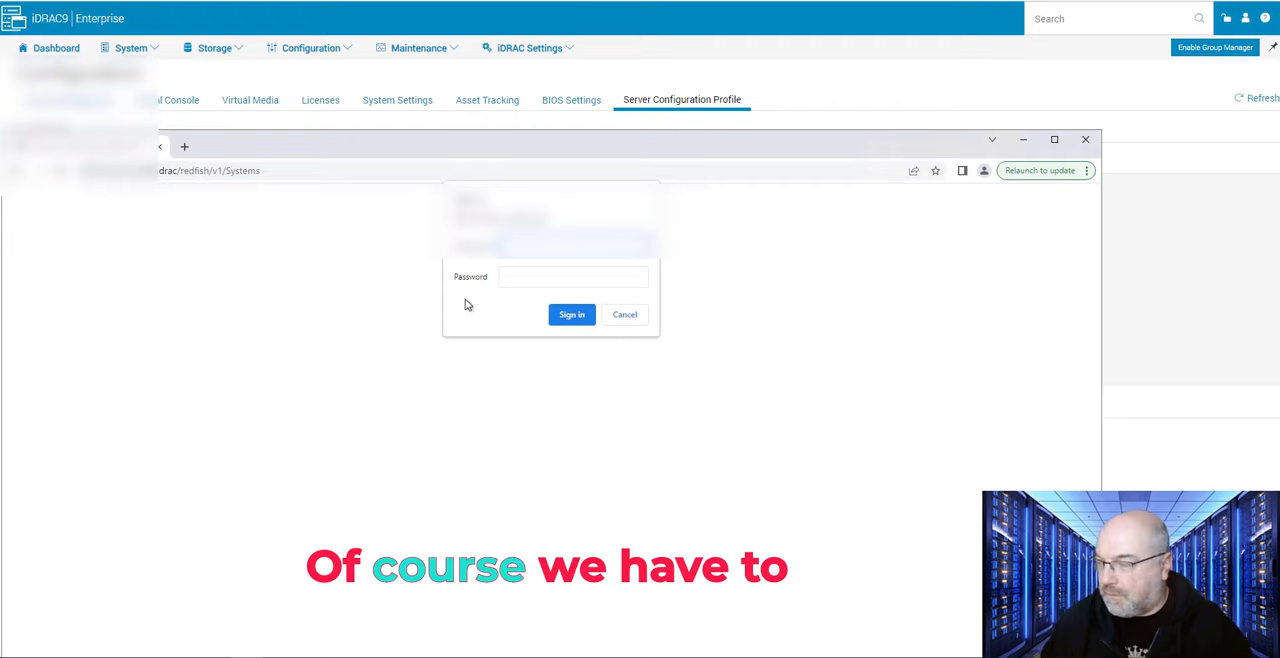 iDRAC9 | Enterprise
Search
Dashboard System Storage Configuration Maintenance iDRAC Settings
Enable Group Manager
Console Virtual Media Licenses System Settings Asset Tracking BIOS Settings Server Configuration Profile
Refresh
drac/redfish/v1/Systems
Relaunch to update
Password
Sign in Cancel
Of course we have to